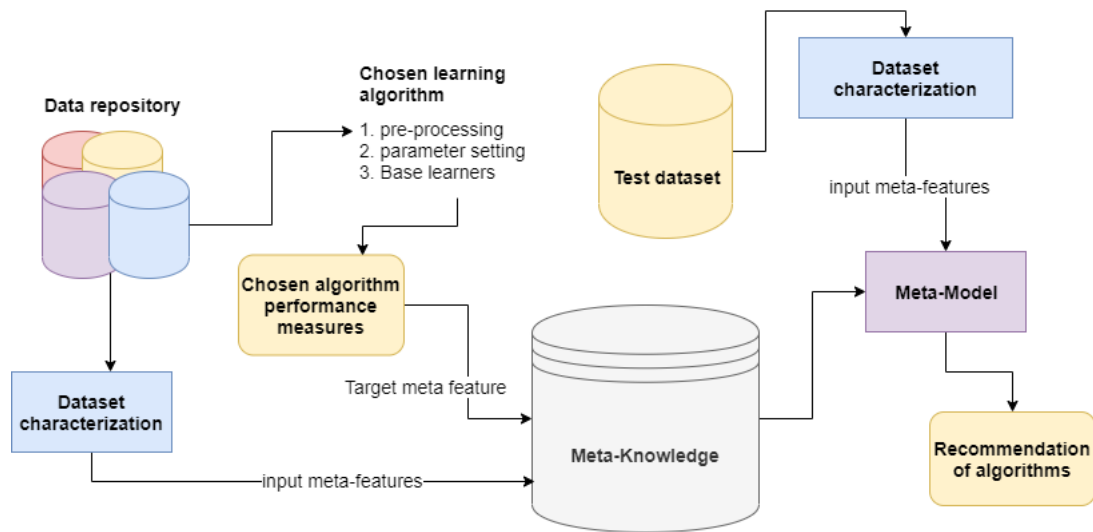 Data repository
Chosen learning
algorithm
1. pre-processing
2. parameter setting
3. Base learners
Test dataset
Dataset
characterization
input meta-features
Chosen algorithm
performance
measures
Meta-Model
Target meta feature
Dataset
characterization
Meta-Knowledge
Recommendation
of algorithms
input meta-features